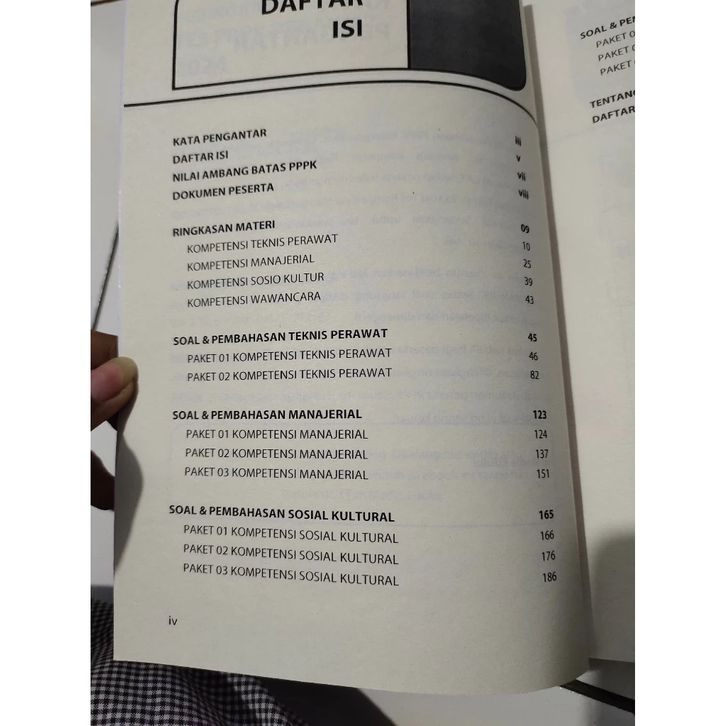 DAFTAR
ISI
KATA PENGANTAR iii
DAFTAR ISI v
NILAI AMBANG BATAS PPPK vii
DOKUMEN PESERTA viii
RINGKASAN MATERI 09
KOMPETENSI TEKNIS PERAWAT 10
KOMPETENSI MANAJERIAL 25
KOMPETENSI SOSIO KULTUR 39
KOMPETENSI WAWANCARA 43
SOAL & PEMBAHASAN TEKNIS PERAWAT 45
PAKET 01 KOMPETENSI TEKNIS PERAWAT 46
PAKET 02 KOMPETENSI TEKNIS PERAWAT 82
SOAL & PEMBAHASAN MANAJERIAL 123
PAKET 01 KOMPETENSI MANAJERIAL 124
PAKET 02 KOMPETENSI MANAJERIAL 137
PAKET 03 KOMPETENSI MANAJERIAL 151
SOAL & PEMBAHASAN SOSIAL KULTURAL 165
PAKET 01 KOMPETENSI SOSIAL KULTURAL 166
PAKET 02 KOMPETENSI SOSIAL KULTURAL 176
PAKET 03 KOMPETENSI SOSIAL KULTURAL 186
iv
SOAL & PEM
PAKET 0
PAKET
PAKET
TENTANG
DAFTAR